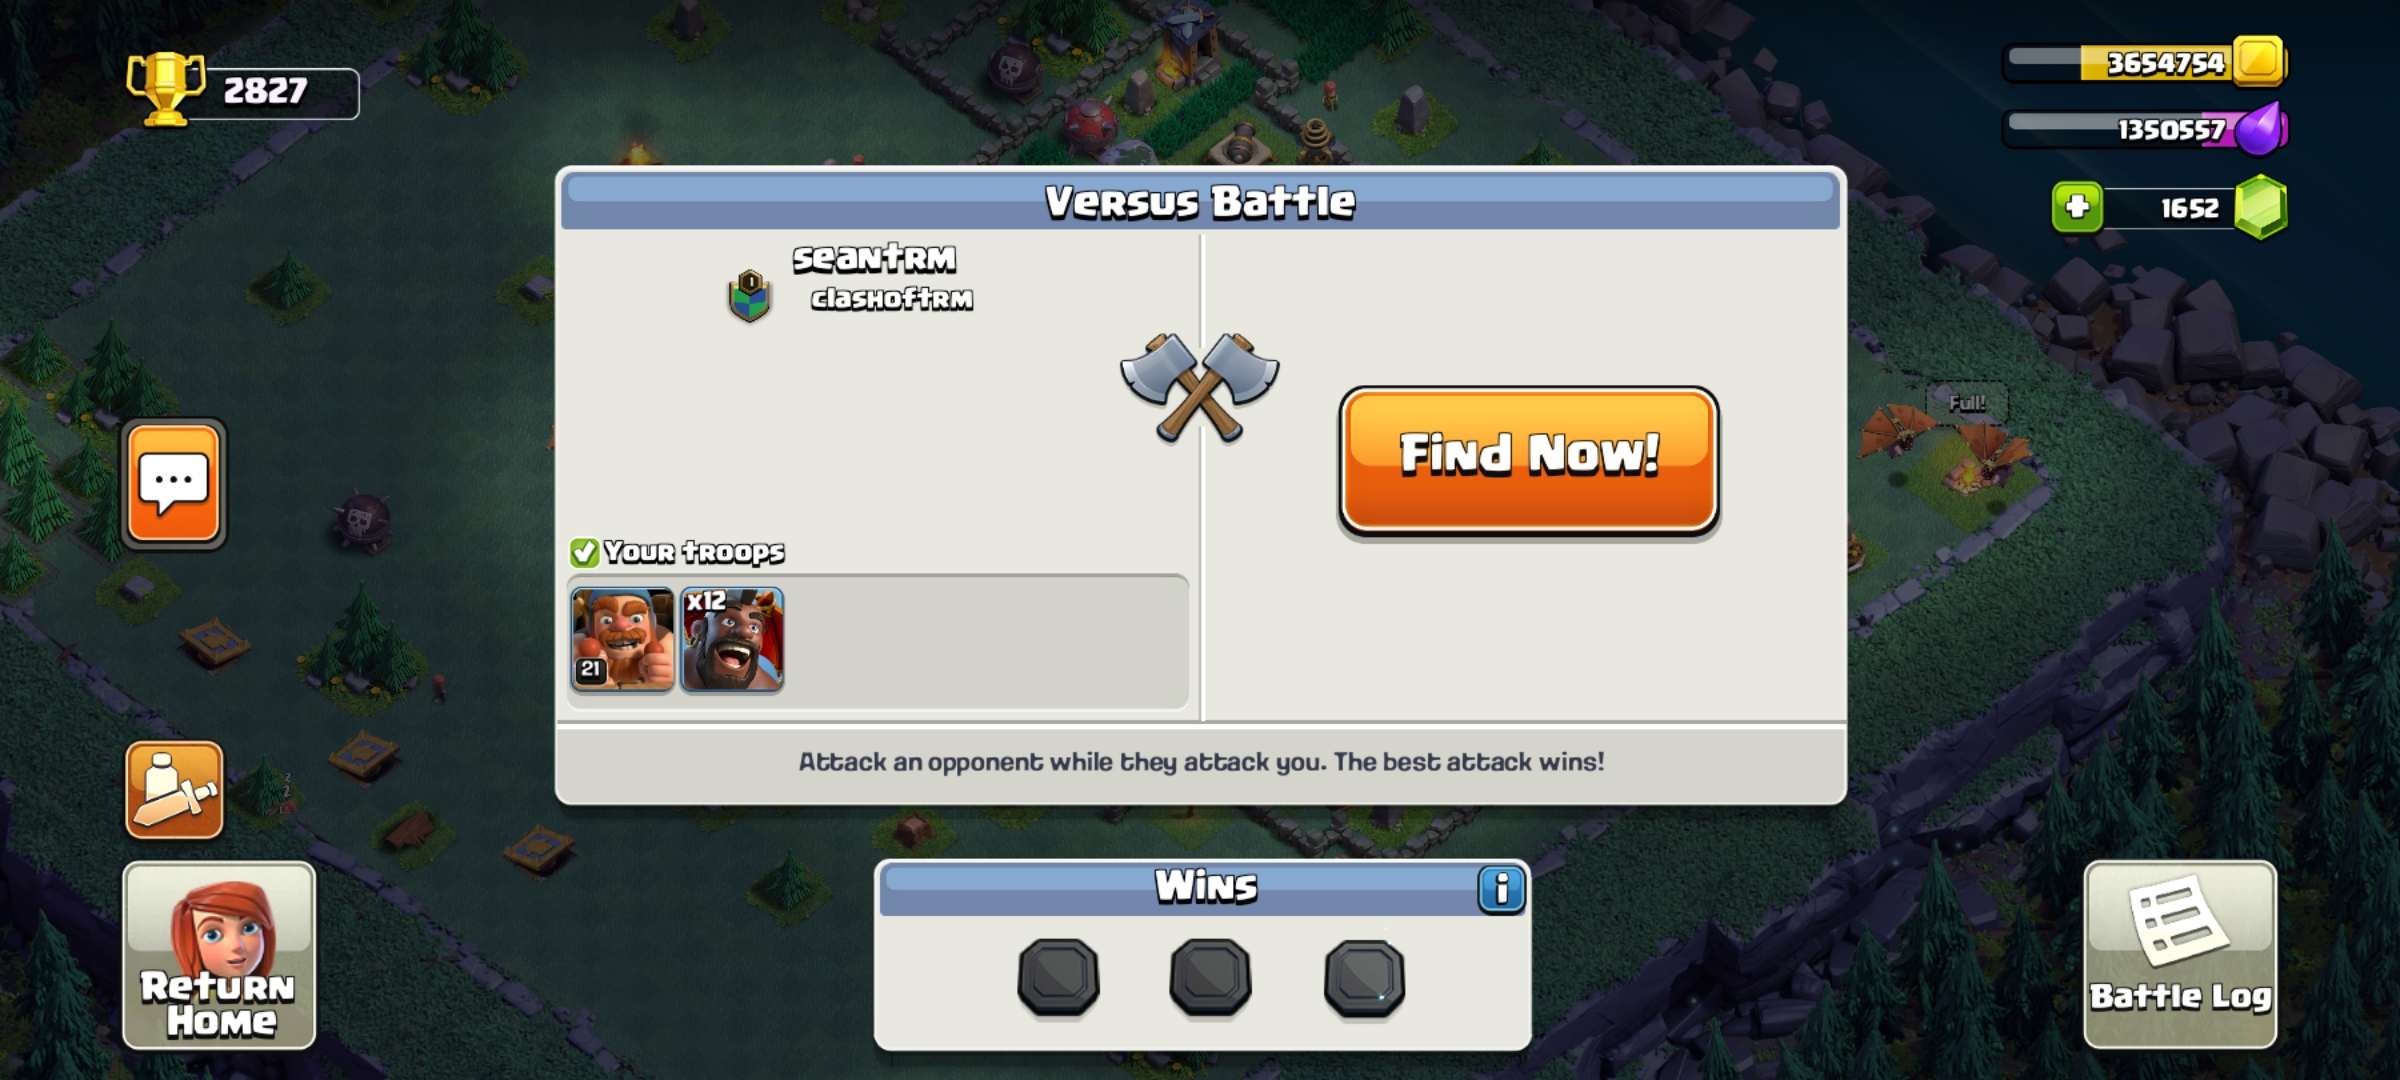 2827
3654754
1350557
1652
Versus Battle
seantrm
1
clashoftrm
Find Now!
Full!
Your troops
21
x12
Attack an opponent while they attack you. The best attack wins!
Wins
i
Return
Home
Battle Log